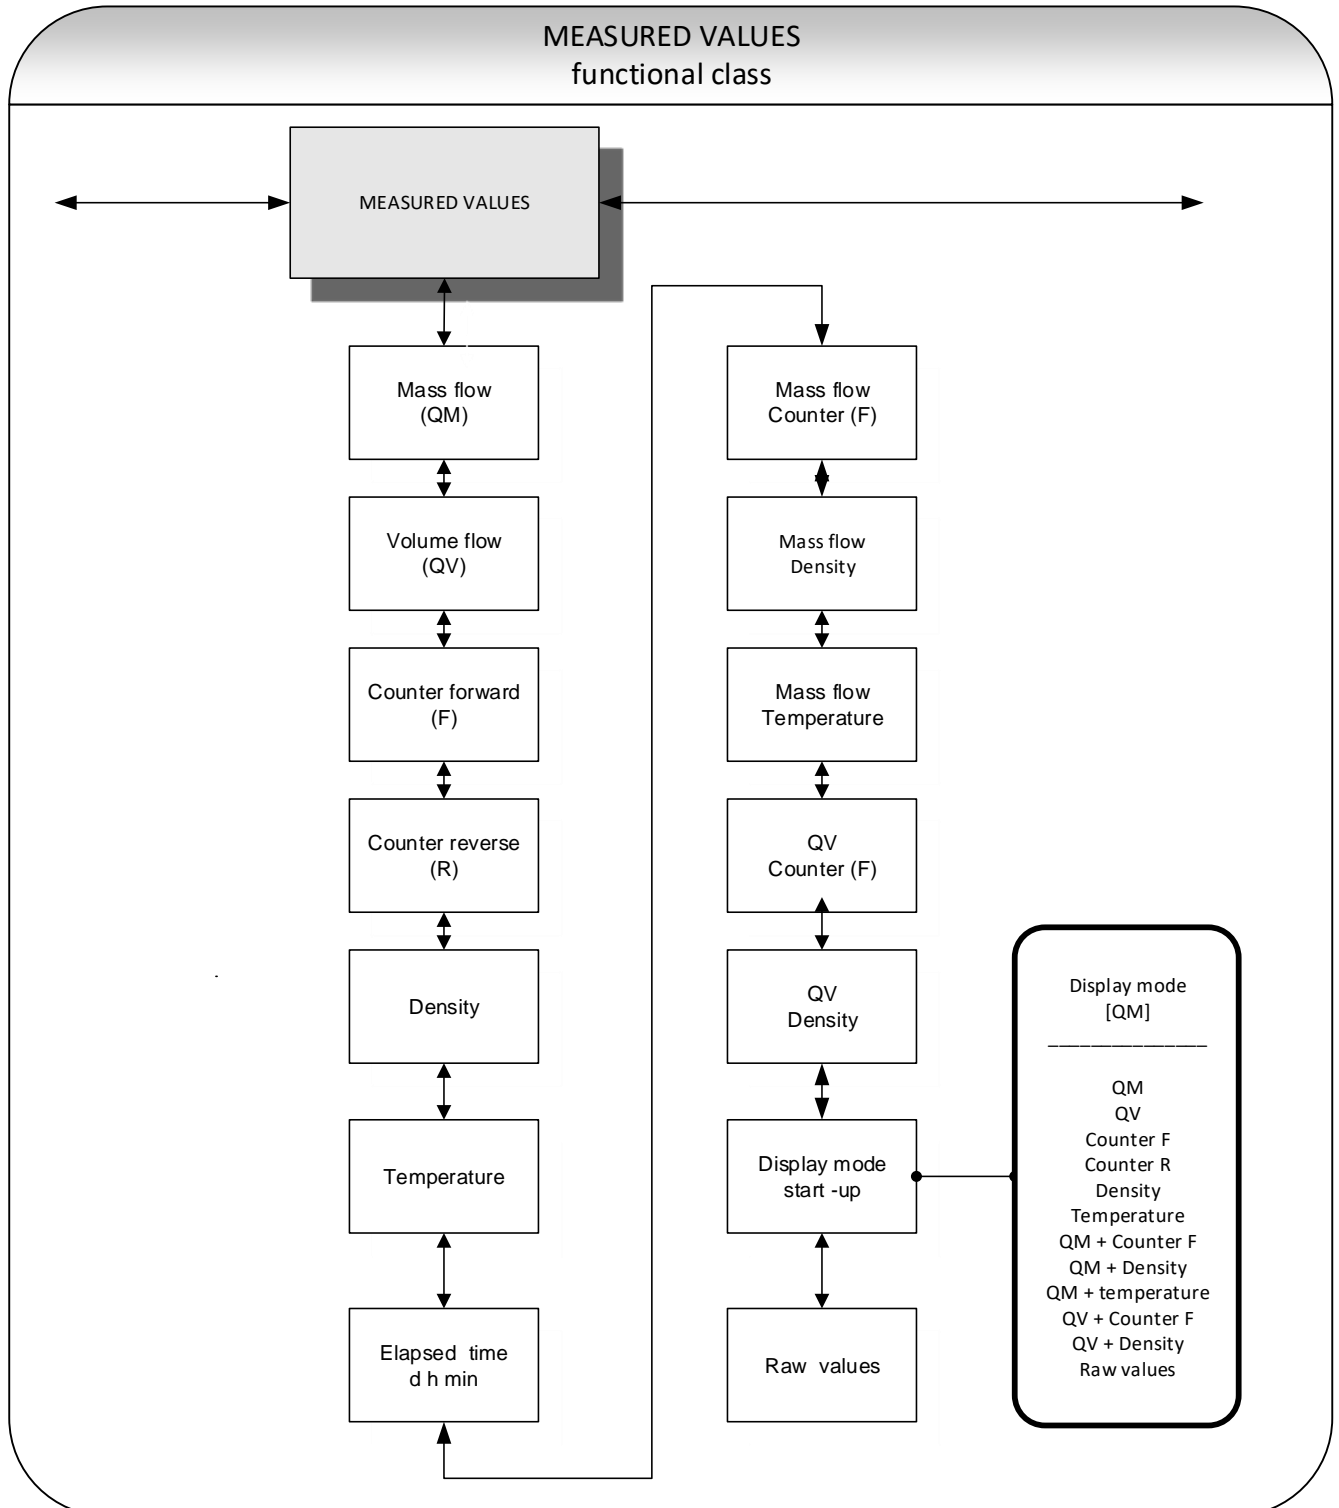 MEASURED VALUES
functional class
MEASURED VALUES
Mass flow
(QM)
Volume flow
(QV)
Counter forward
(F)
Counter reverse
(R)
Density
Temperature
Elapsed time
d h min
Mass flow
Counter (F)
Mass flow
Density
Mass flow
Temperature
QV
Counter (F)
QV
Density
Display mode
start -up
Raw values
Display mode
[QM]
_______________
QM
QV
Counter F
Counter R
Density
Temperature
QM + Counter F
QM + Density
QM + temperature
QV + Counter F
QV + Density
Raw values